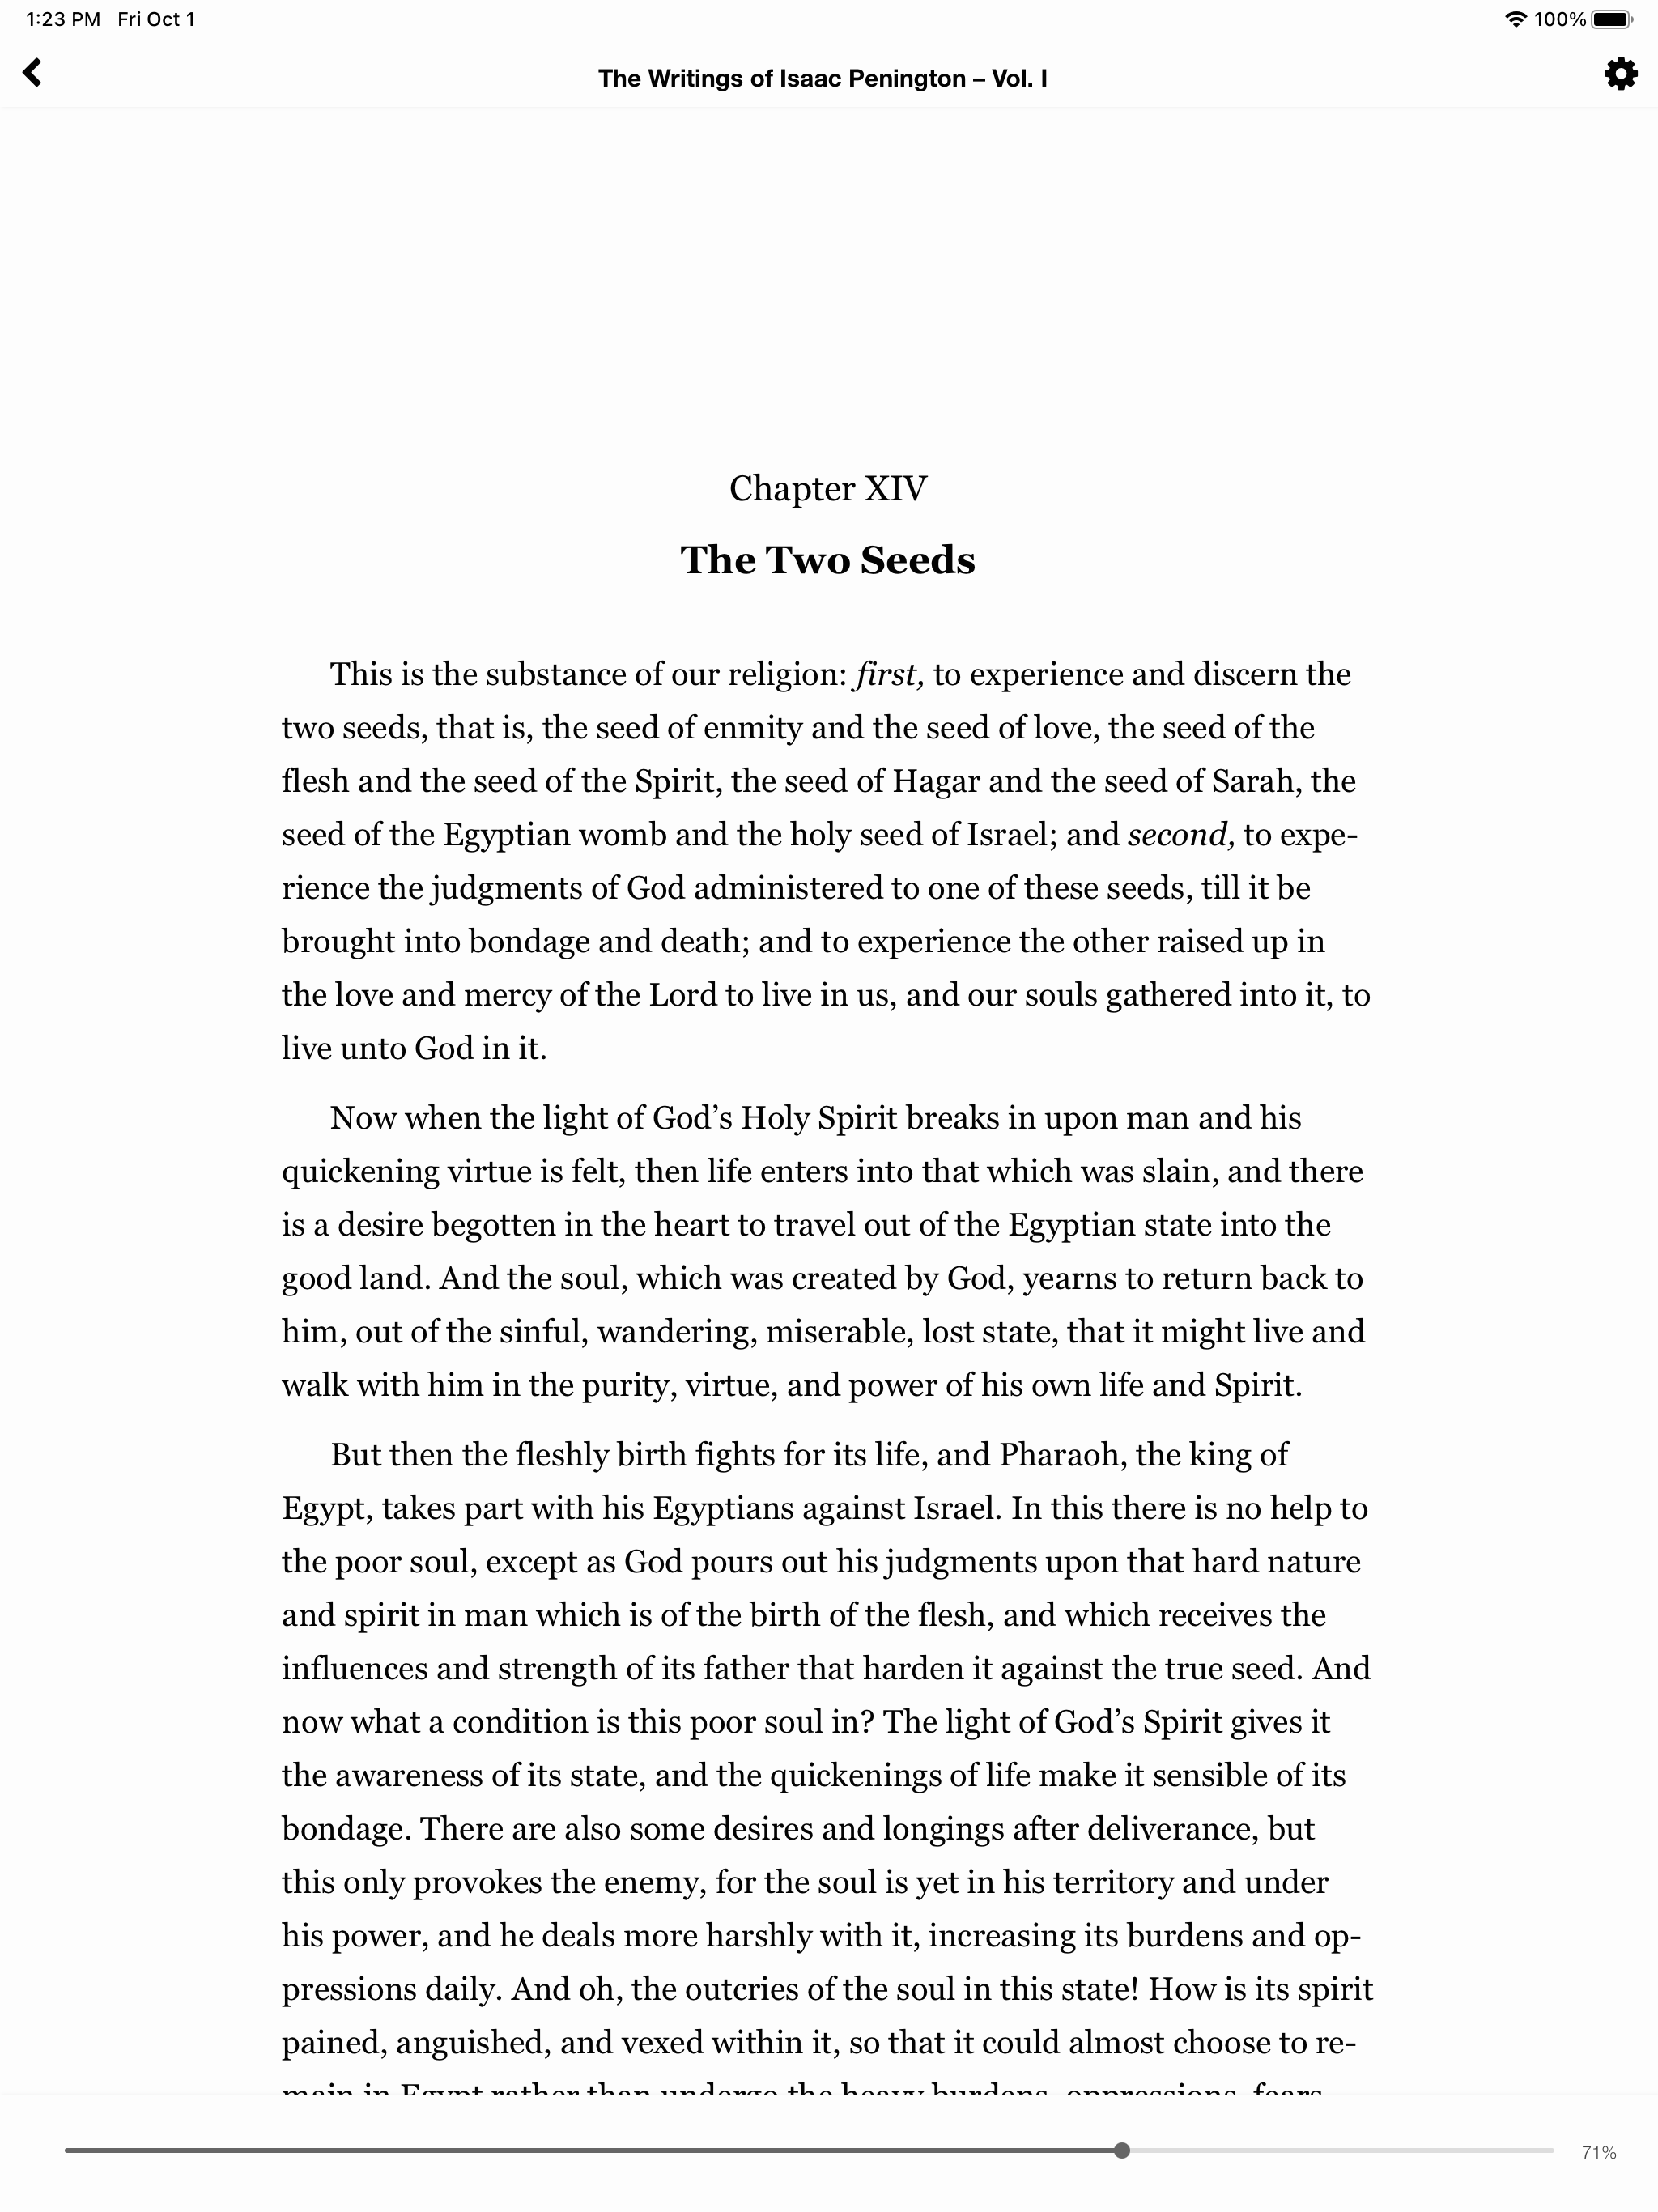 1:23 PM Fri Oct 1 100%
The Writings of Isaac Penington – Vol. I
Chapter XIV
The Two Seeds
This is the substance of our religion: first, to experience and discern the
two seeds, that is, the seed of enmity and the seed of love, the seed of the
flesh and the seed of the Spirit, the seed of Hagar and the seed of Sarah, the
seed of the Egyptian womb and the holy seed of Israel; and second, to expe-
rience the judgments of God administered to one of these seeds, till it be
brought into bondage and death; and to experience the other raised up in
the love and mercy of the Lord to live in us, and our souls gathered into it, to
live unto God in it.
Now when the light of God’s Holy Spirit breaks in upon man and his
quickening virtue is felt, then life enters into that which was slain, and there
is a desire begotten in the heart to travel out of the Egyptian state into the
good land. And the soul, which was created by God, yearns to return back to
him, out of the sinful, wandering, miserable, lost state, that it might live and
walk with him in the purity, virtue, and power of his own life and Spirit.
But then the fleshly birth fights for its life, and Pharaoh, the king of
Egypt, takes part with his Egyptians against Israel. In this there is no help to
the poor soul, except as God pours out his judgments upon that hard nature
and spirit in man which is of the birth of the flesh, and which receives the
influences and strength of its father that harden it against the true seed. And
now what a condition is this poor soul in? The light of God’s Spirit gives it
the awareness of its state, and the quickenings of life make it sensible of its
bondage. There are also some desires and longings after deliverance, but
this only provokes the enemy, for the soul is yet in his territory and under
his power, and he deals more harshly with it, increasing its burdens and op-
pressions daily. And oh, the outcries of the soul in this state! How is its spirit
pained, anguished, and vexed within it, so that it could almost choose to re-
main in Egypt rather than undergo the heavy burdens, oppressions, fears
71%